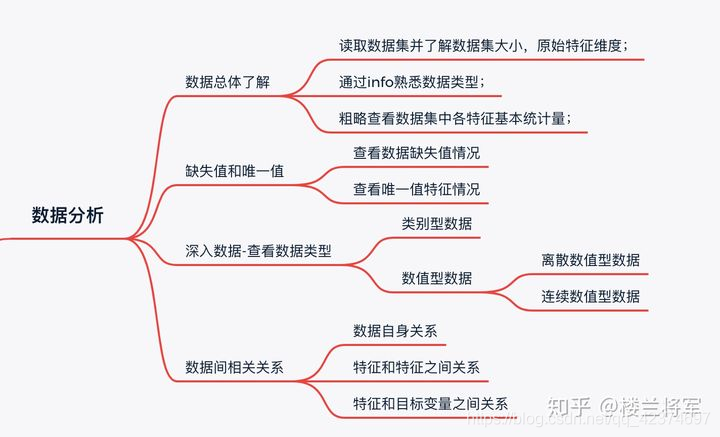 数据分析
数据总体了解
读取数据集并了解数据集大小，原始特征维度；
通过info熟悉数据类型；
粗略查看数据集中各特征基本统计量；
缺失值和唯一值
查看数据缺失值情况
查看唯一值特征情况
深入数据-查看数据类型
类别型数据
数值型数据
离散数值型数据
连续数值型数据
数据间相关关系
数据自身关系
特征和特征之间关系
特征和目标变量之间关系
知乎 @楼兰将军